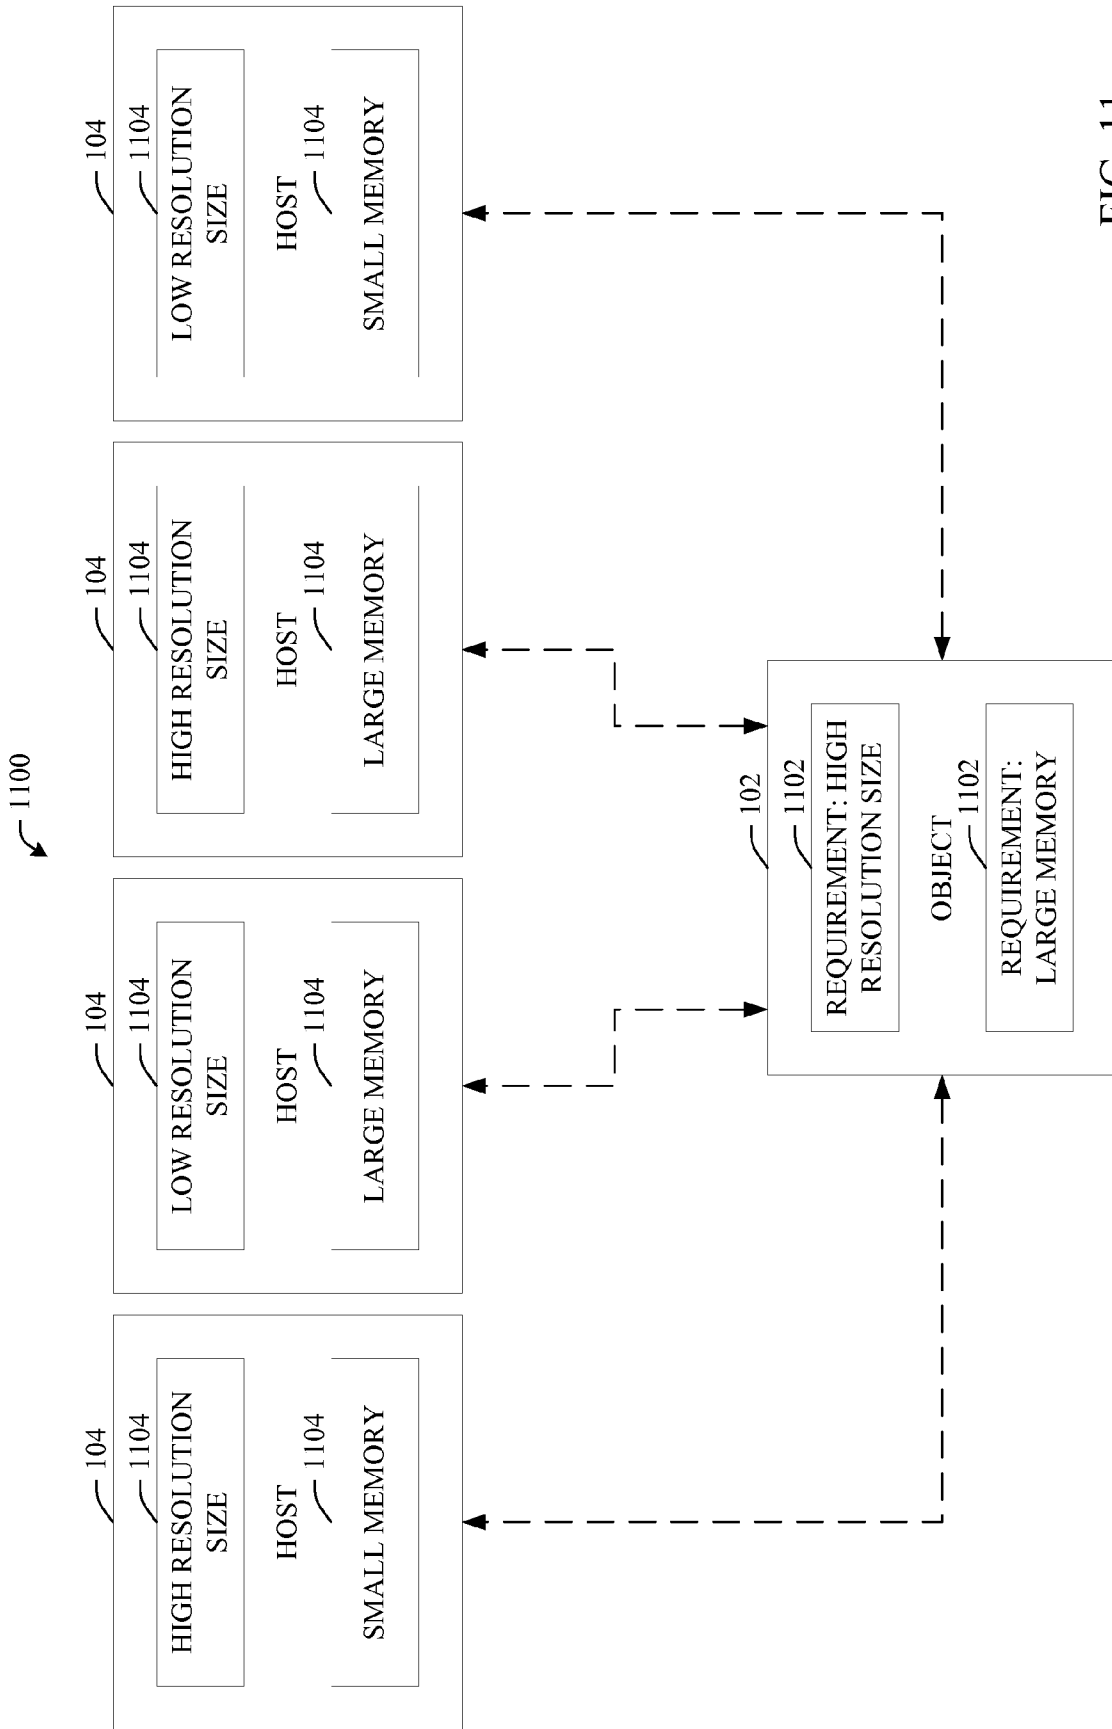 1100
104
1104
HIGH RESOLUTION
SIZE
HOST
1104
SMALL MEMORY
104
1104
LOW RESOLUTION
SIZE
HOST
1104
LARGE MEMORY
104
1104
HIGH RESOLUTION
SIZE
HOST
1104
LARGE MEMORY
104
1104
LOW RESOLUTION
SIZE
HOST
1104
SMALL MEMORY
102
1102
REQUIREMENT: HIGH
RESOLUTION SIZE
OBJECT
1102
REQUIREMENT:
LARGE MEMORY
FIG. 11